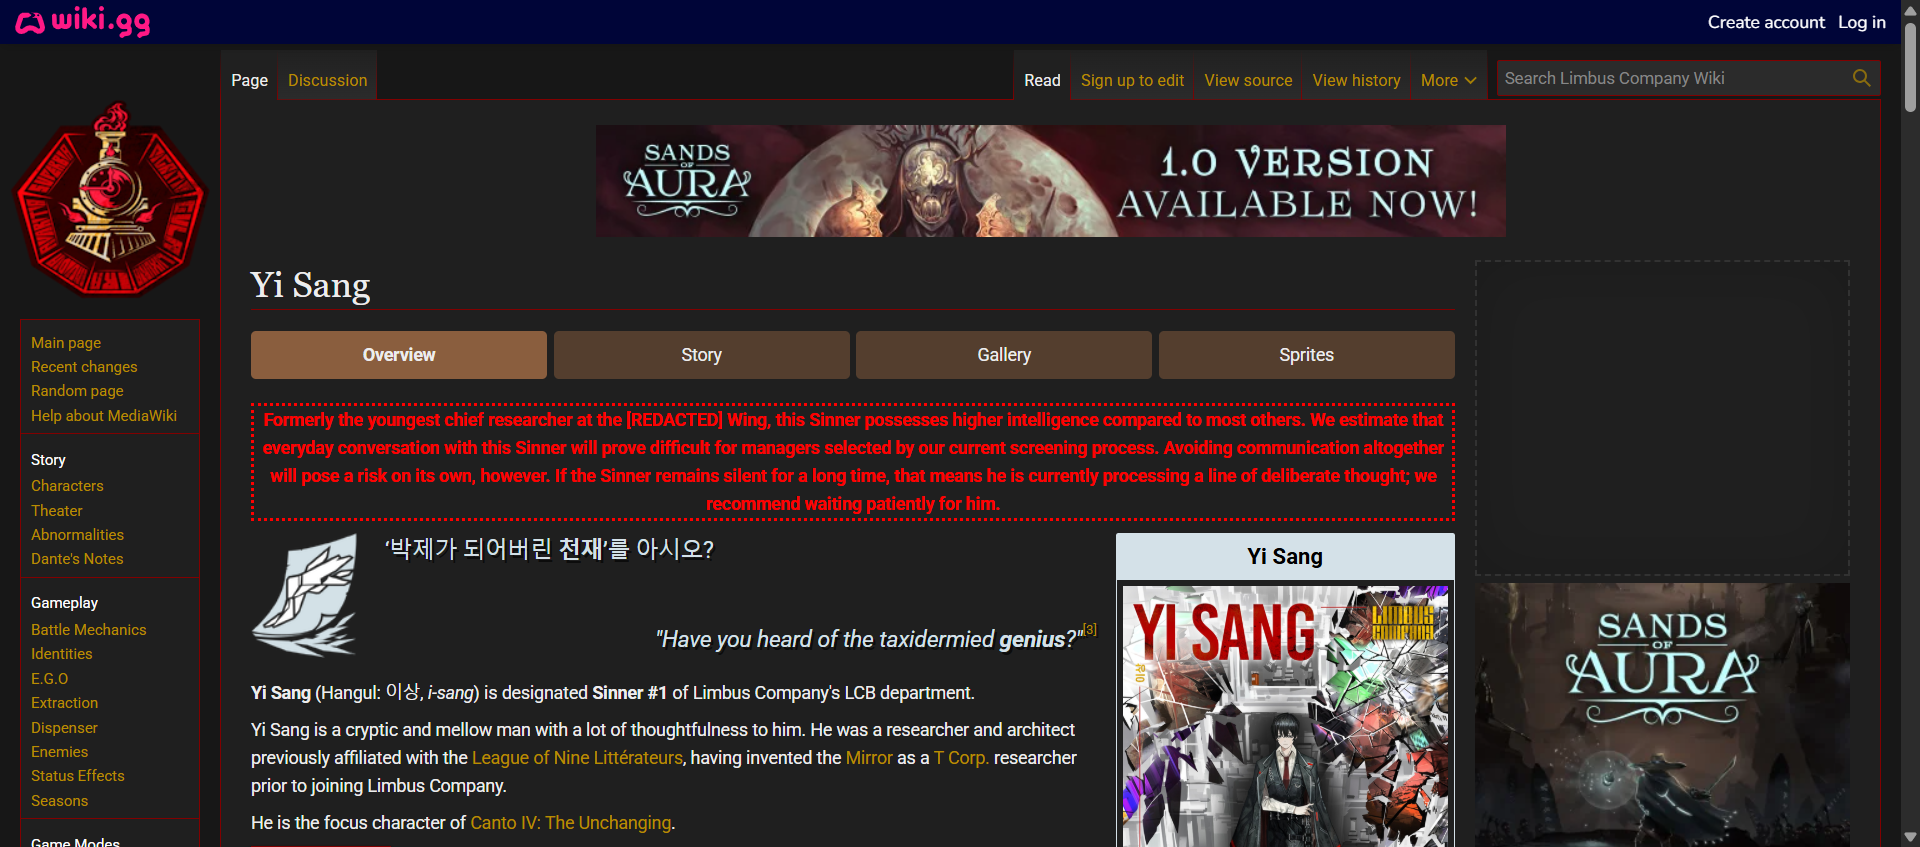 wiki.gg
Create account
Log in
Page
Discussion
Read
Sign up to edit
View source
View history
More
Search Limbus Company Wiki
SANDS OF AURA
1.0 VERSION
AVAILABLE NOW!
Main page
Recent changes
Random page
Help about MediaWiki
Story
Characters
Theater
Abnormalities
Dante's Notes
Gameplay
Battle Mechanics
Identities
E.G.O
Extraction
Dispenser
Enemies
Status Effects
Seasons
Game Modes
Yi Sang
Overview
Story
Gallery
Sprites
Formerly the youngest chief researcher at the [REDACTED] Wing, this Sinner possesses higher intelligence compared to most others. We estimate that
everyday conversation with this Sinner will prove difficult for managers selected by our current screening process. Avoiding communication altogether
will pose a risk on its own, however. If the Sinner remains silent for a long time, that means he is currently processing a line of deliberate thought; we
recommend waiting patiently for him.
‘박제가 되어버린 천재’를 아시오?
"Have you heard of the taxidermied genius?"[3]
Yi Sang (Hangul: 이상, i-sang) is designated Sinner #1 of Limbus Company's LCB department.
Yi Sang is a cryptic and mellow man with a lot of thoughtfulness to him. He was a researcher and architect
previously affiliated with the League of Nine Littérateurs, having invented the Mirror as a T Corp. researcher
prior to joining Limbus Company.
He is the focus character of Canto IV: The Unchanging.
Yi Sang
YI SANG
이상
LIMBUS
COMPANY
SANDS
OF
AURA